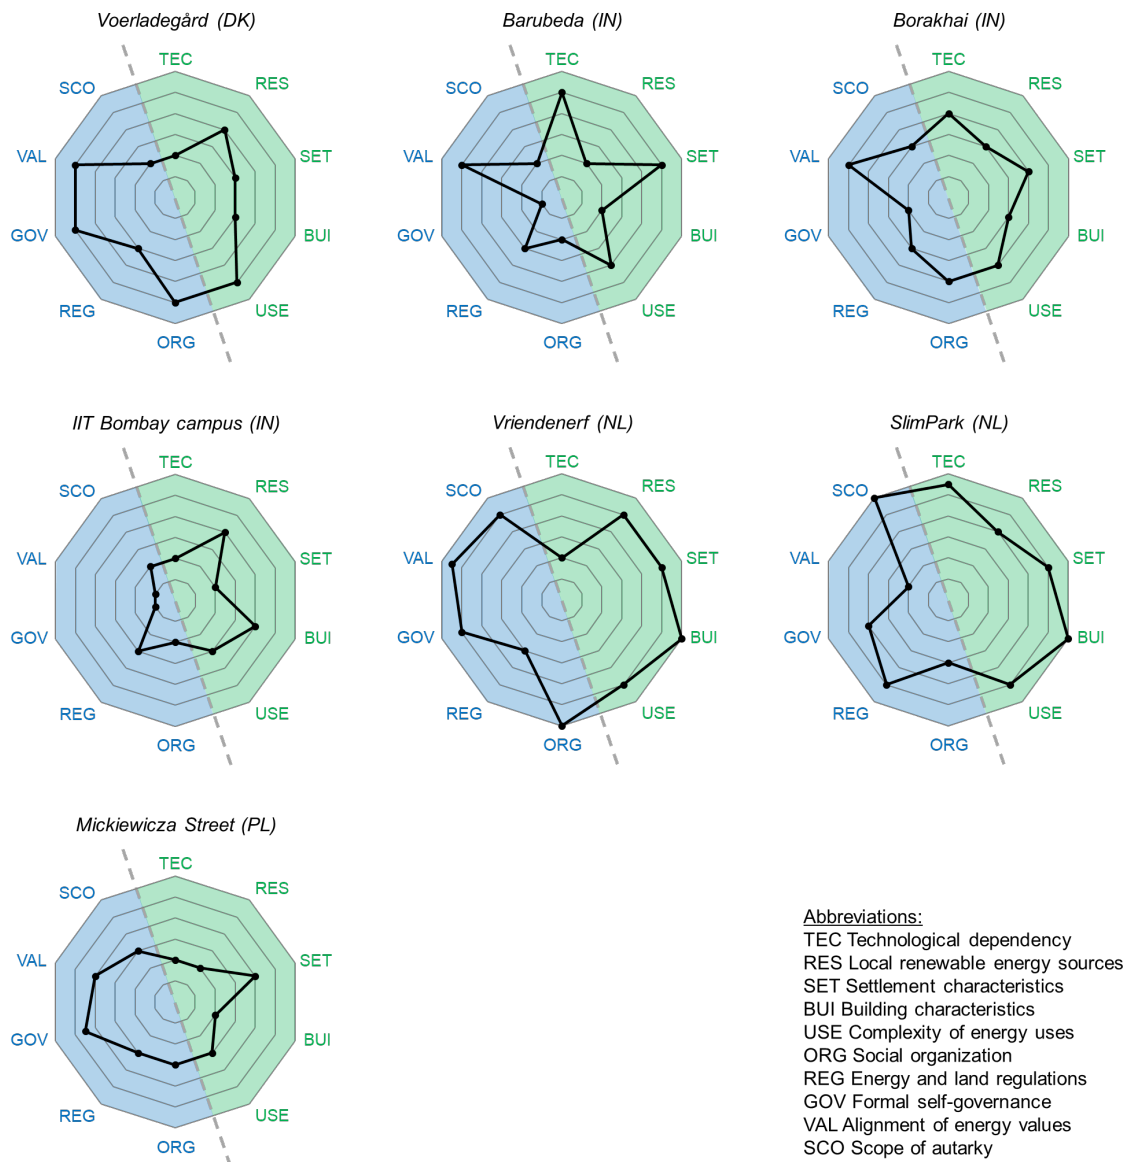 Voerladegård (DK)
TEC
RES
SET
BUI
USE
ORG
REG
GOV
VAL
SCO
Barubeda (IN)
TEC
RES
SET
BUI
USE
ORG
REG
GOV
VAL
SCO
Borakhai (IN)
TEC
RES
SET
BUI
USE
ORG
REG
GOV
VAL
SCO
IIT Bombay campus (IN)
TEC
RES
SET
BUI
USE
ORG
REG
GOV
VAL
SCO
Vriendenerf (NL)
TEC
RES
SET
BUI
USE
ORG
REG
GOV
VAL
SCO
SlimPark (NL)
TEC
RES
SET
BUI
USE
ORG
REG
GOV
VAL
SCO
Mickiewicza Street (PL)
TEC
RES
SET
BUI
USE
ORG
REG
GOV
VAL
SCO
Abbreviations:
TEC Technological dependency
RES Local renewable energy sources
SET Settlement characteristics
BUI Building characteristics
USE Complexity of energy uses
ORG Social organization
REG Energy and land regulations
GOV Formal self-governance
VAL Alignment of energy values
SCO Scope of autarky